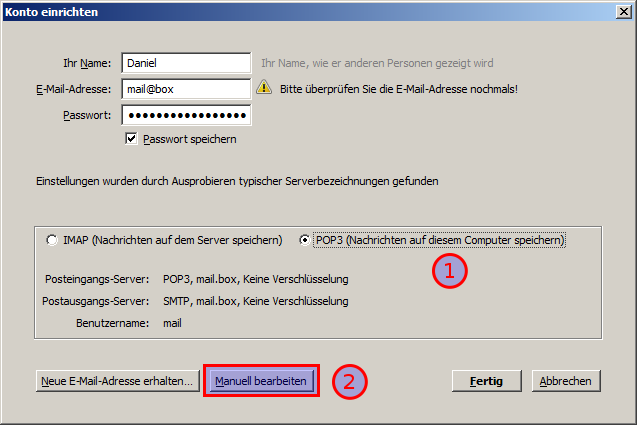 Konto einrichten
Ihr Name: Daniel Ihr Name, wie er anderen Personen gezeigt wird
E-Mail-Adresse: mail@box Bitte überprüfen Sie die E-Mail-Adresse nochmals!
Passwort: •••••••••••••••••
Passwort speichern
Einstellungen wurden durch Ausprobieren typischer Serverbezeichnungen gefunden
IMAP (Nachrichten auf dem Server speichern) POP3 (Nachrichten auf diesem Computer speichern)
1
Posteingangs-Server: POP3, mail.box, Keine Verschlüsselung
Postausgangs-Server: SMTP, mail.box, Keine Verschlüsselung
Benutzername: mail
Neue E-Mail-Adresse erhalten... Manuell bearbeiten 2 Fertig Abbrechen